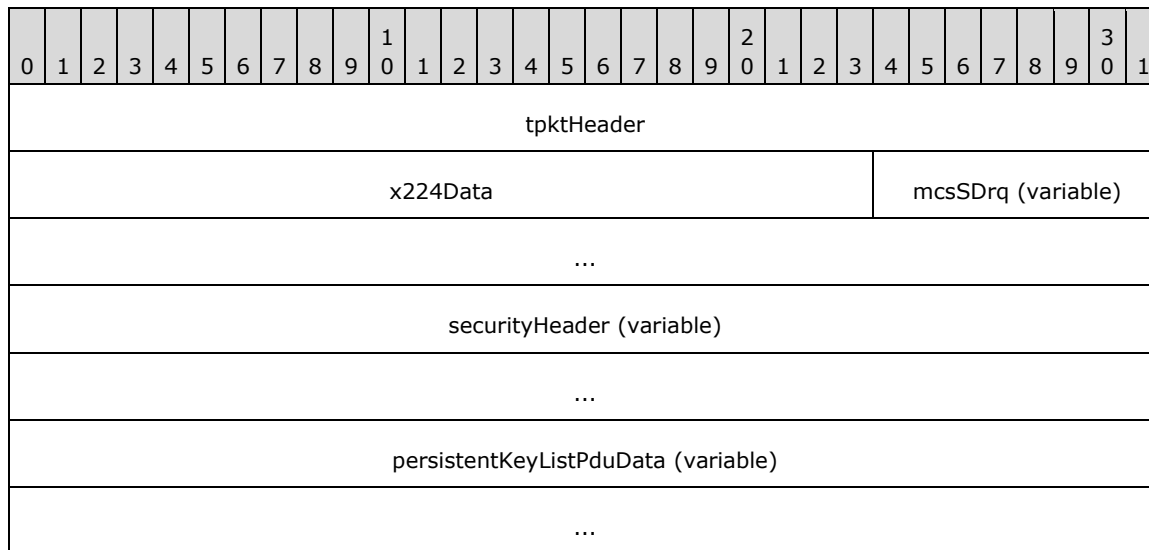 1 2 3
0 1 2 3 4 5 6 7 8 9 0 1 2 3 4 5 6 7 8 9 0 1 2 3 4 5 6 7 8 9 0 1
tpktHeader
x224Data mcsSDrq (variable)
...
securityHeader (variable)
...
persistentKeyListPduData (variable)
...